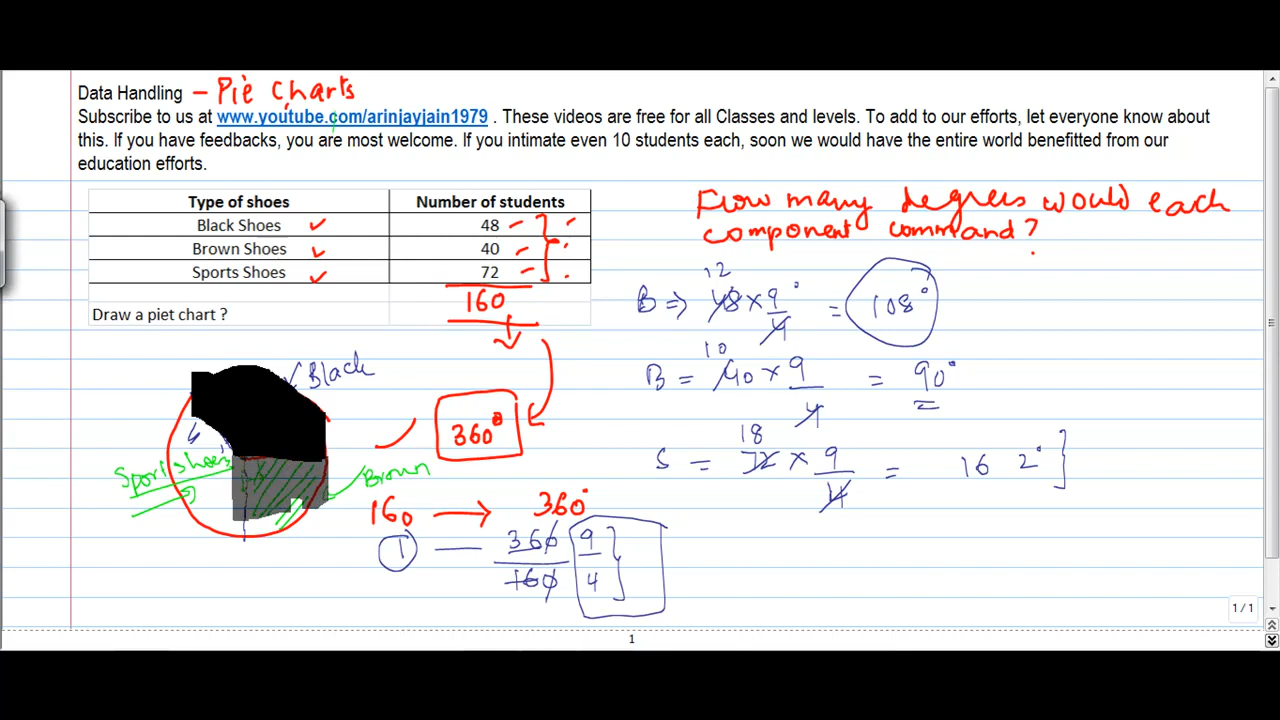 Data Handling - Pie Charts
Subscribe to us at www.youtube.com/arinjayjain1979 . These videos are free for all Classes and levels. To add to our efforts, let everyone know about
this. If you have feedbacks, you are most welcome. If you intimate even 10 students each, soon we would have the entire world benefitted from our
education efforts.
Type of shoes Number of students
Black Shoes 48
Brown Shoes 40
Sports Shoes 72
160
Draw a piet chart ?
How many degrees would each
component command?
12
B => 48 x 9°/4 = 108°
10
B = 40 x 9/4 = 90°
18
S = 72 x 9/4 = 162°
Black
360°
Sport shoes
Brown
160 → 360°
1 — 360/160 9/4
1 / 1
1